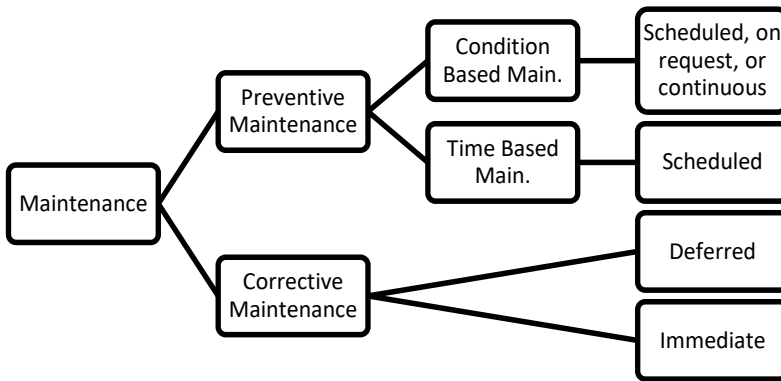 Maintenance
Preventive
Maintenance
Condition
Based Main.
Scheduled, on
request, or
continuous
Time Based
Main.
Scheduled
Corrective
Maintenance
Deferred
Immediate